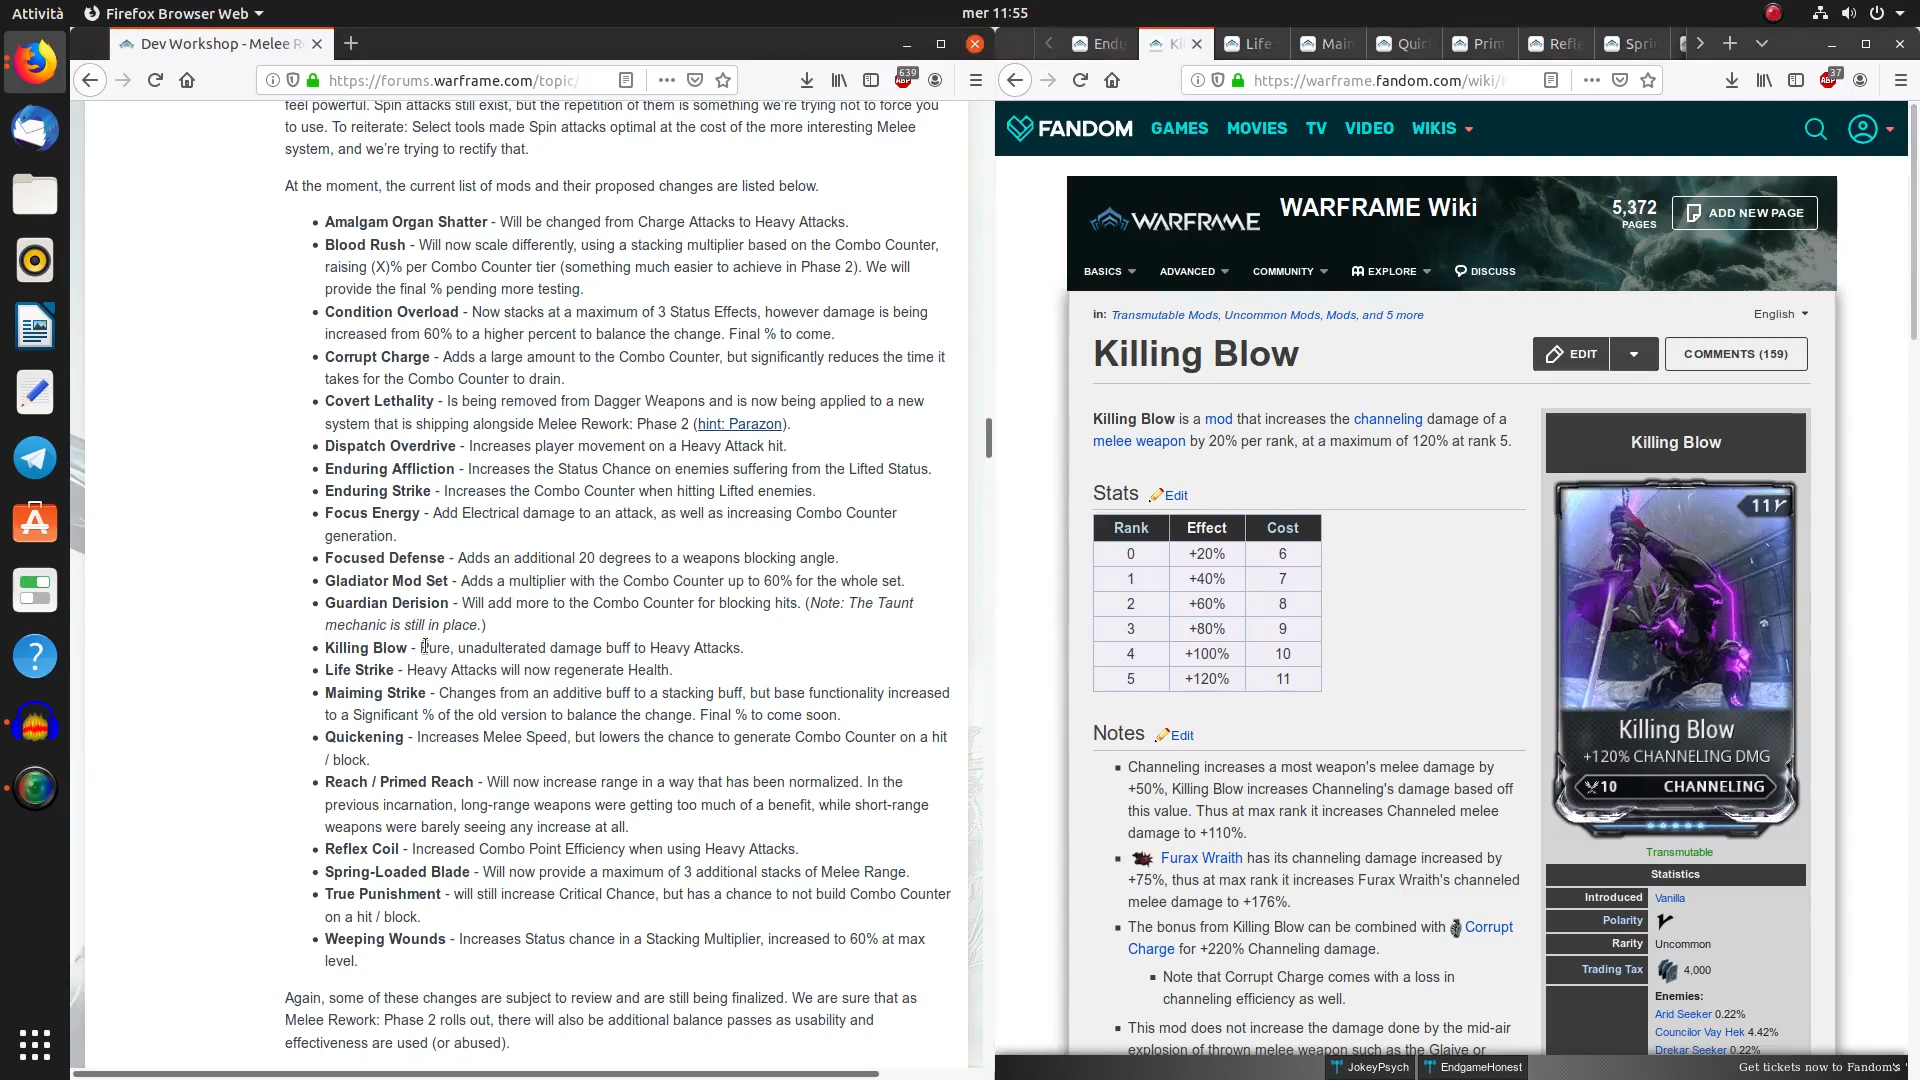 Attività
Firefox Browser Web
mer 11:55
Dev Workshop - Melee R
https://forums.warframe.com/topic/
639
feel powerful. Spin attacks still exist, but the repetition of them is something we're trying not to force you
to use. To reiterate: Select tools made Spin attacks optimal at the cost of the more interesting Melee
system, and we're trying to rectify that.
At the moment, the current list of mods and their proposed changes are listed below.
Amalgam Organ Shatter - Will be changed from Charge Attacks to Heavy Attacks.
Blood Rush - Will now scale differently, using a stacking multiplier based on the Combo Counter,
raising (X)% per Combo Counter tier (something much easier to achieve in Phase 2). We will
provide the final % pending more testing.
Condition Overload - Now stacks at a maximum of 3 Status Effects, however damage is being
increased from 60% to a higher percent to balance the change. Final % to come.
Corrupt Charge - Adds a large amount to the Combo Counter, but significantly reduces the time it
takes for the Combo Counter to drain.
Covert Lethality - Is being removed from Dagger Weapons and is now being applied to a new
system that is shipping alongside Melee Rework: Phase 2 (hint: Parazon).
Dispatch Overdrive - Increases player movement on a Heavy Attack hit.
Enduring Affliction - Increases the Status Chance on enemies suffering from the Lifted Status.
Enduring Strike - Increases the Combo Counter when hitting Lifted enemies.
Focus Energy - Add Electrical damage to an attack, as well as increasing Combo Counter
generation.
Focused Defense - Adds an additional 20 degrees to a weapons blocking angle.
Gladiator Mod Set - Adds a multiplier with the Combo Counter up to 60% for the whole set.
Guardian Derision - Will add more to the Combo Counter for blocking hits. (Note: The Taunt
mechanic is still in place.)
Killing Blow - Pure, unadulterated damage buff to Heavy Attacks.
Life Strike - Heavy Attacks will now regenerate Health.
Maiming Strike - Changes from an additive buff to a stacking buff, but base functionality increased
to a Significant % of the old version to balance the change. Final % to come soon.
Quickening - Increases Melee Speed, but lowers the chance to generate Combo Counter on a hit
/ block.
Reach / Primed Reach - Will now increase range in a way that has been normalized. In the
previous incarnation, long-range weapons were getting too much of a benefit, while short-range
weapons were barely seeing any increase at all.
Reflex Coil - Increased Combo Point Efficiency when using Heavy Attacks.
Spring-Loaded Blade - Will now provide a maximum of 3 additional stacks of Melee Range.
True Punishment - will still increase Critical Chance, but has a chance to not build Combo Counter
on a hit / block.
Weeping Wounds - Increases Status chance in a Stacking Multiplier, increased to 60% at max
level.
Again, some of these changes are subject to review and are still being finalized. We are sure that as
Melee Rework: Phase 2 rolls out, there will also be additional balance passes as usability and
effectiveness are used (or abused).
Endu
Ki
Life
Main
Quic
Prim
Refle
Sprin
https://warframe.fandom.com/wiki/
37
FANDOM GAMES MOVIES TV VIDEO WIKIS
WARFRAME
WARFRAME Wiki
5,372
PAGES
ADD NEW PAGE
BASICS ADVANCED COMMUNITY EXPLORE DISCUSS
in: Transmutable Mods, Uncommon Mods, Mods, and 5 more
English
Killing Blow
EDIT
COMMENTS (159)
Killing Blow is a mod that increases the channeling damage of a
melee weapon by 20% per rank, at a maximum of 120% at rank 5.
Stats Edit
Rank Effect Cost
0 +20% 6
1 +40% 7
2 +60% 8
3 +80% 9
4 +100% 10
5 +120% 11
Notes Edit
Channeling increases a most weapon's melee damage by
+50%, Killing Blow increases Channeling's damage based off
this value. Thus at max rank it increases Channeled melee
damage to +110%.
Furax Wraith has its channeling damage increased by
+75%, thus at max rank it increases Furax Wraith's channeled
melee damage to +176%.
The bonus from Killing Blow can be combined with Corrupt
Charge for +220% Channeling damage.
Note that Corrupt Charge comes with a loss in
channeling efficiency as well.
This mod does not increase the damage done by the mid-air
explosion of thrown melee weapon such as the Glaive or
Killing Blow
11
Killing Blow
+120% CHANNELING DMG
10 CHANNELING
Transmutable
Statistics
Introduced Vanilla
Polarity
Rarity Uncommon
Trading Tax 4,000
Enemies:
Arid Seeker 0.22%
Councilor Vay Hek 4.42%
Drekar Seeker 0.22%
JokeyPsych
EndgameHonest
Get tickets now to Fandom's